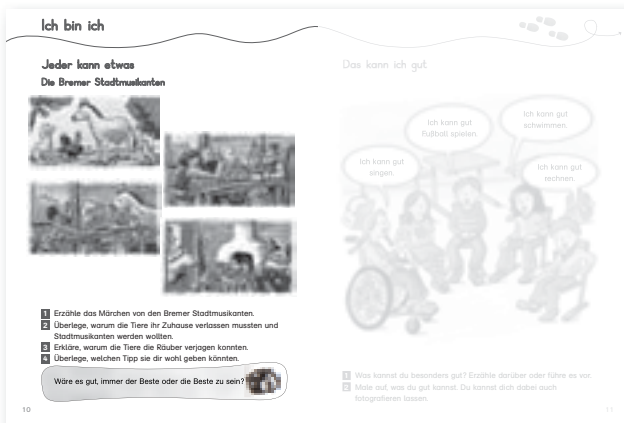 Ich bin ich
Jeder kann etwas
Die Bremer Stadtmusikanten
1 Erzähle das Märchen von den Bremer Stadtmusikanten.
2 Überlege, warum die Tiere ihr Zuhause verlassen mussten und
Stadtmusikanten werden wollten.
3 Erkläre, warum die Tiere die Räuber verjagen konnten.
4 Überlege, welchen Tipp sie dir wohl geben könnten.
Wäre es gut, immer der Beste oder die Beste zu sein?
10
Das kann ich gut
Ich kann gut
Fußball spielen.
Ich kann gut
schwimmen.
Ich kann gut
singen.
Ich kann gut
rechnen.
1 Was kannst du besonders gut? Erzähle darüber oder führe es vor.
2 Male auf, was du gut kannst. Du kannst dich dabei auch
fotografieren lassen.
11